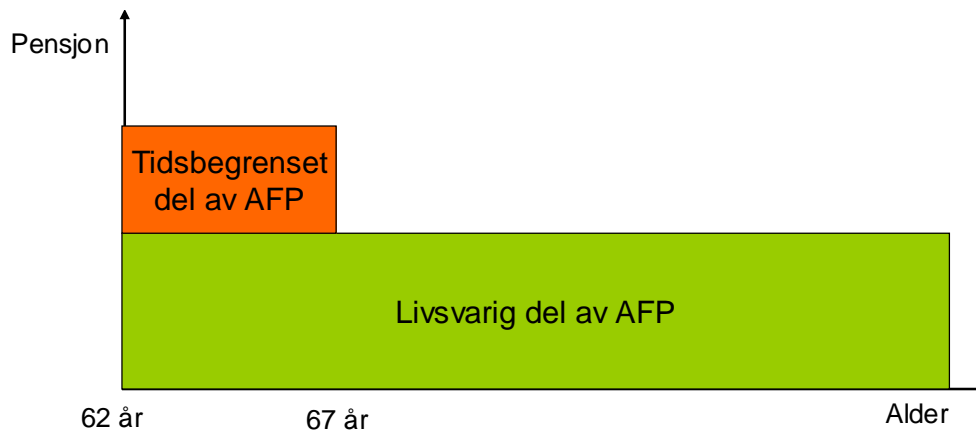 Pensjon
Tidsbegrenset
del av AFP
Livsvarig del av AFP
62 år
67 år
Alder